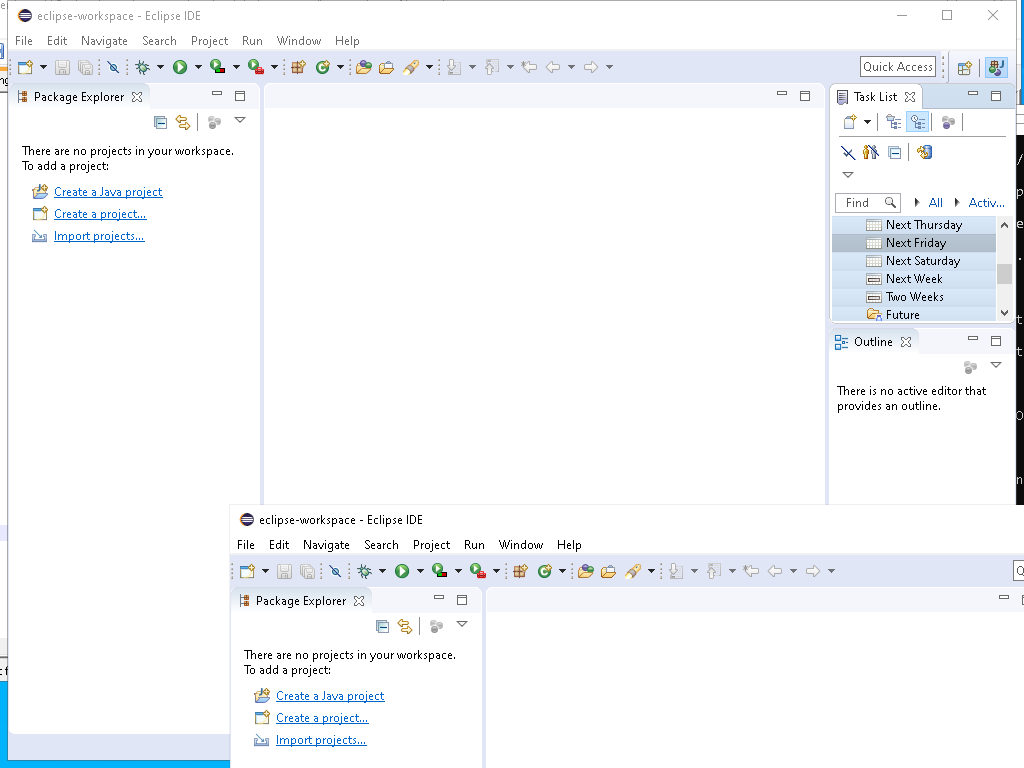 eclipse-workspace - Eclipse IDE
File Edit Navigate Search Project Run Window Help
Quick Access
Package Explorer
There are no projects in your workspace.
To add a project:
Create a Java project
Create a project...
Import projects...
Task List
Find All Activ...
Next Thursday
Next Friday
Next Saturday
Next Week
Two Weeks
Future
Outline
There is no active editor that
provides an outline.
eclipse-workspace - Eclipse IDE
File Edit Navigate Search Project Run Window Help
Package Explorer
There are no projects in your workspace.
To add a project:
Create a Java project
Create a project...
Import projects...